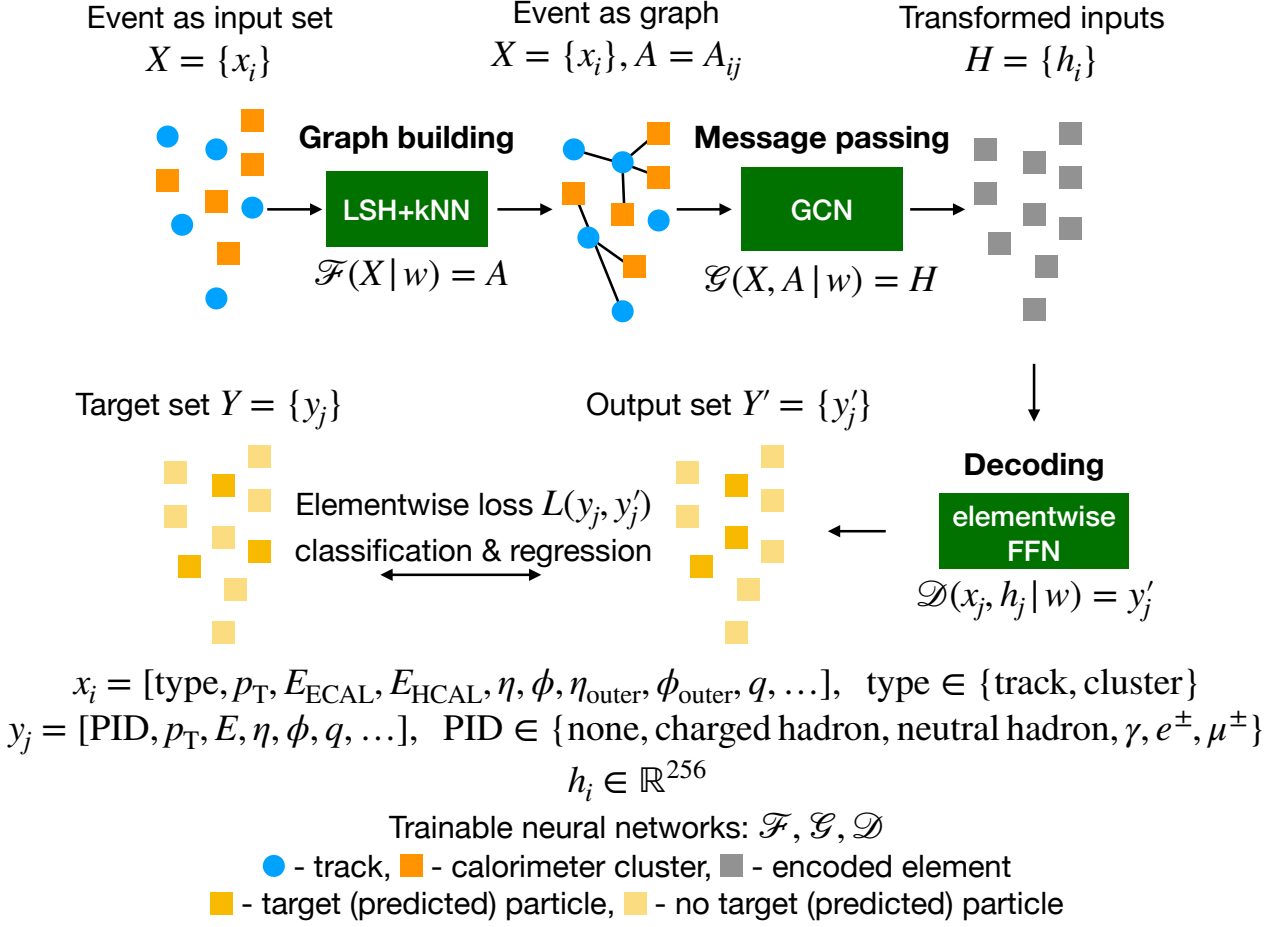 Event as input set
X = {x_i}
Event as graph
X = {x_i}, A = A_{ij}
Transformed inputs
H = {h_i}
Graph building
LSH+kNN
ℱ(X | w) = A
Message passing
GCN
𝒢(X, A | w) = H
Target set Y = {y_j}
Elementwise loss L(y_j, y′_j)
classification & regression
Output set Y′ = {y′_j}
Decoding
elementwise
FFN
𝒟(x_j, h_j | w) = y′_j
x_i = [type, p_T, E_ECAL, E_HCAL, η, ϕ, η_outer, ϕ_outer, q, …], type ∈ {track, cluster}
y_j = [PID, p_T, E, η, ϕ, q, …], PID ∈ {none, charged hadron, neutral hadron, γ, e^±, μ^±}
h_i ∈ ℝ^256
Trainable neural networks: ℱ, 𝒢, 𝒟
- track, - calorimeter cluster, - encoded element
- target (predicted) particle, - no target (predicted) particle